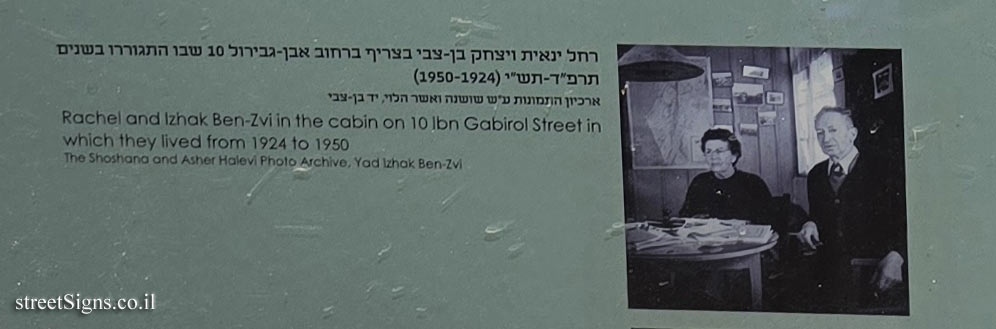 רחל ינאית ויצחק בן-צבי בצריף ברחוב אבן-גבירול 10 שבו התגוררו בשנים
תרפ"ד-תש"י (1950-1924)
ארכיון התמונות ע"ש שושנה ואשר הלוי, יד בן-צבי
Rachel and Izhak Ben-Zvi in the cabin on 10 Ibn Gabirol Street in
which they lived from 1924 to 1950
The Shoshana and Asher Halevi Photo Archive, Yad Izhak Ben-Zvi
streetSigns.co.il